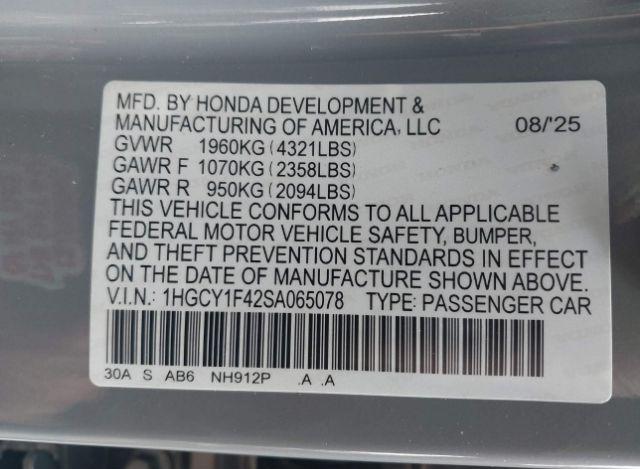 MFD. BY HONDA DEVELOPMENT &
MANUFACTURING OF AMERICA, LLC 08/'25
GVWR 1960KG (4321LBS)
GAWR F 1070KG (2358LBS)
GAWR R 950KG (2094LBS)
THIS VEHICLE CONFORMS TO ALL APPLICABLE
FEDERAL MOTOR VEHICLE SAFETY, BUMPER,
AND THEFT PREVENTION STANDARDS IN EFFECT
ON THE DATE OF MANUFACTURE SHOWN ABOVE.
V.I.N.: 1HGCY1F42SA065078 TYPE: PASSENGER CAR
30A S AB6 NH912P .A .A